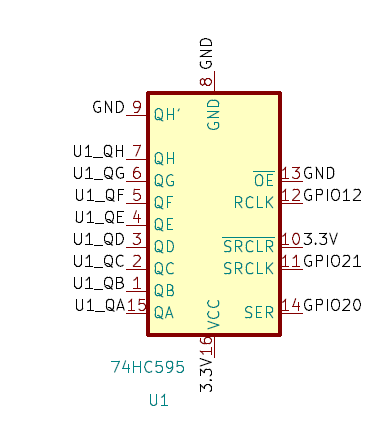 GND
8
GND
GND 9 QH'
U1_QH 7 QH
U1_QG 6 QG
OE 13 GND
U1_QF 5 QF
RCLK 12 GPIO12
U1_QE 4 QE
U1_QD 3 QD
SRCLR 10 3.3V
U1_QC 2 QC
SRCLK 11 GPIO21
U1_QB 1 QB
U1_QA 15 QA
SER 14 GPIO20
VCC
16
3.3V
74HC595
U1